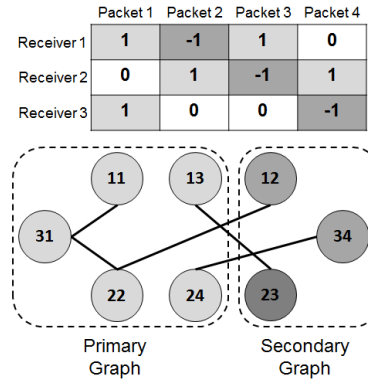 Packet 1 Packet 2 Packet 3 Packet 4
Receiver 1 1 -1 1 0
Receiver 2 0 1 -1 1
Receiver 3 1 0 0 -1
11 13 12
31 34
22 24 23
Primary Secondary
Graph Graph